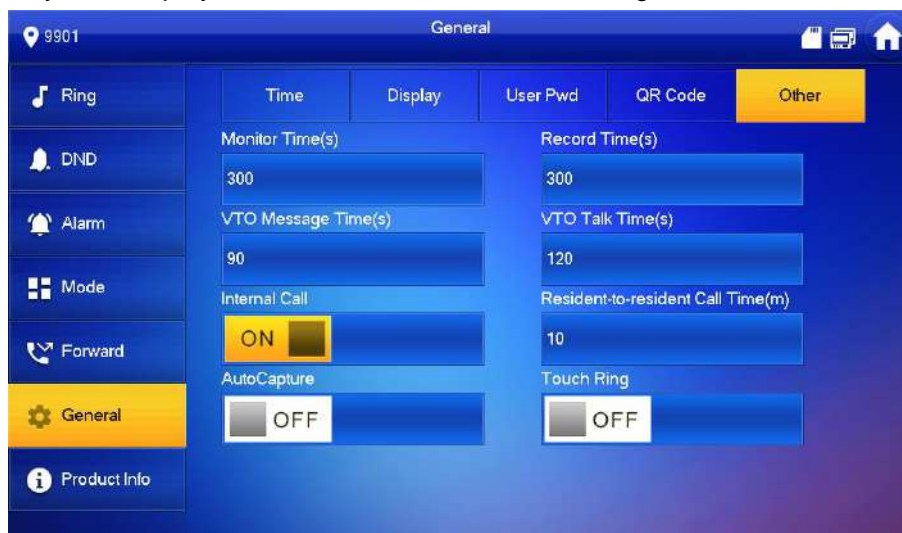 9901
General
Ring
DND
Alarm
Mode
Forward
General
Product Info
Time Display User Pwd QR Code Other
Monitor Time(s) Record Time(s)
300 300
VTO Message Time(s) VTO Talk Time(s)
90 120
Internal Call Resident-to-resident Call Time(m)
ON 10
AutoCapture Touch Ring
OFF OFF